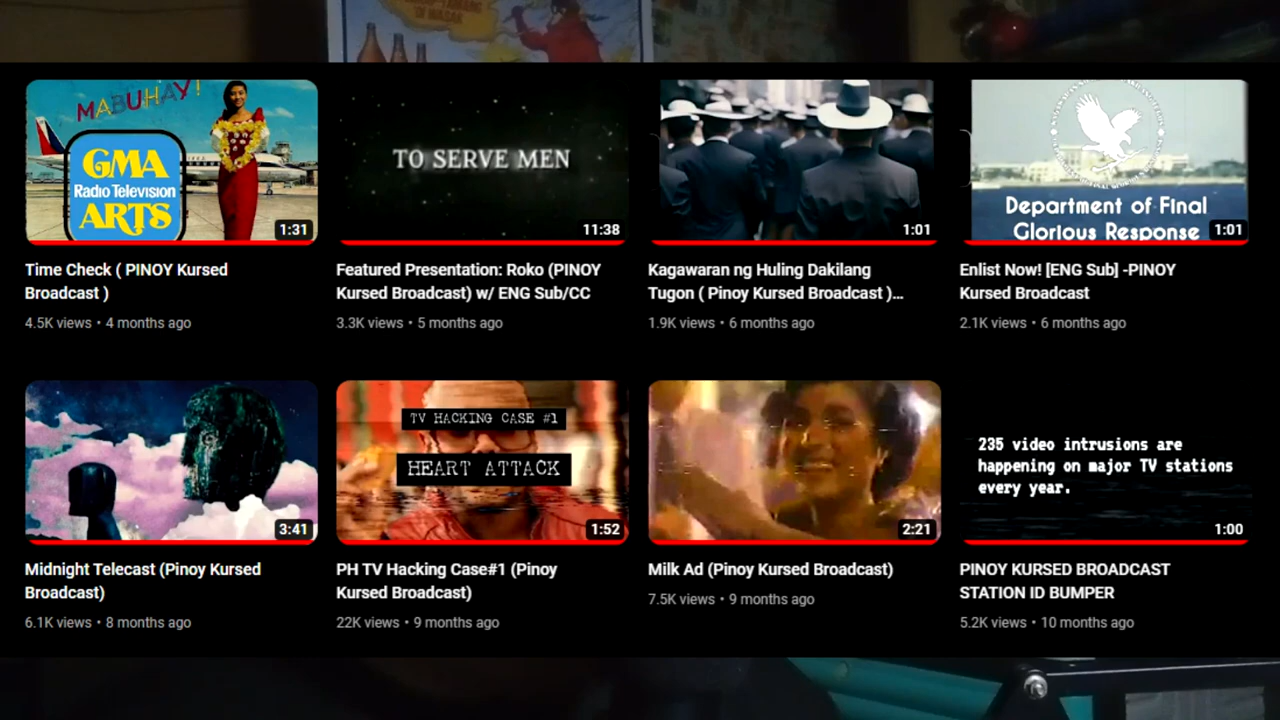 MABUHAY!
GMA
Radio Television
ARTS
1:31
TO SERVE MEN
11:38
1:01
Department of Final
Glorious Response
1:01
Time Check ( PINOY Kursed
Broadcast )
4.5K views • 4 months ago
Featured Presentation: Roko (PINOY
Kursed Broadcast) w/ ENG Sub/CC
3.3K views • 5 months ago
Kagawaran ng Huling Dakilang
Tugon ( Pinoy Kursed Broadcast )...
1.9K views • 6 months ago
Enlist Now! [ENG Sub] -PINOY
Kursed Broadcast
2.1K views • 6 months ago
3:41
TV HACKING CASE #1
HEART ATTACK
1:52
2:21
235 video intrusions are
happening on major TV stations
every year.
1:00
Midnight Telecast (Pinoy Kursed
Broadcast)
6.1K views • 8 months ago
PH TV Hacking Case#1 (Pinoy
Kursed Broadcast)
22K views • 9 months ago
Milk Ad (Pinoy Kursed Broadcast)
7.5K views • 9 months ago
PINOY KURSED BROADCAST
STATION ID BUMPER
5.2K views • 10 months ago